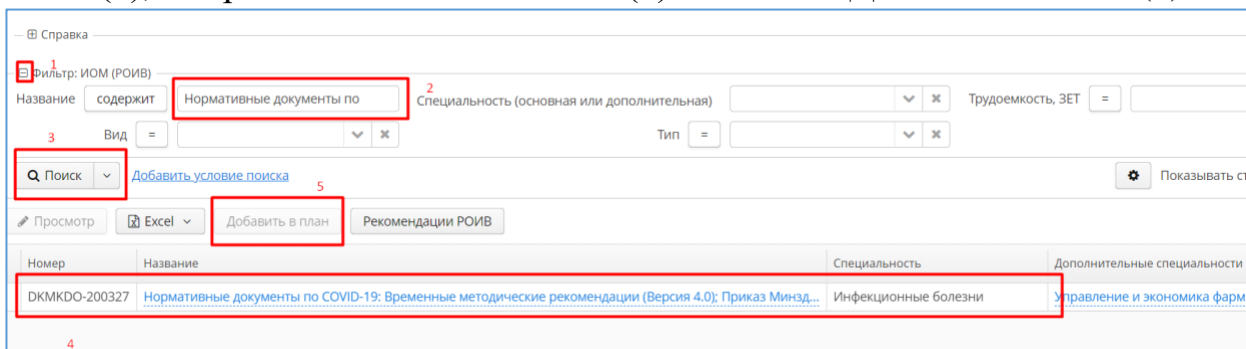 Справка
1
Фильтр: ИОМ (РОИВ)
Название содержит Нормативные документы по 2 Специальность (основная или дополнительная) Трудоемкость, ЗЕТ =
3 Вид = Тип =
Поиск Добавить условие поиска Показывать ст
5
Просмотр Excel Добавить в план Рекомендации РОИВ
Номер Название Специальность Дополнительные специальности
DKMKDO-200327 Нормативные документы по COVID-19: Временные методические рекомендации (Версия 4.0); Приказ Минзд... Инфекционные болезни Управление и экономика фарм
4